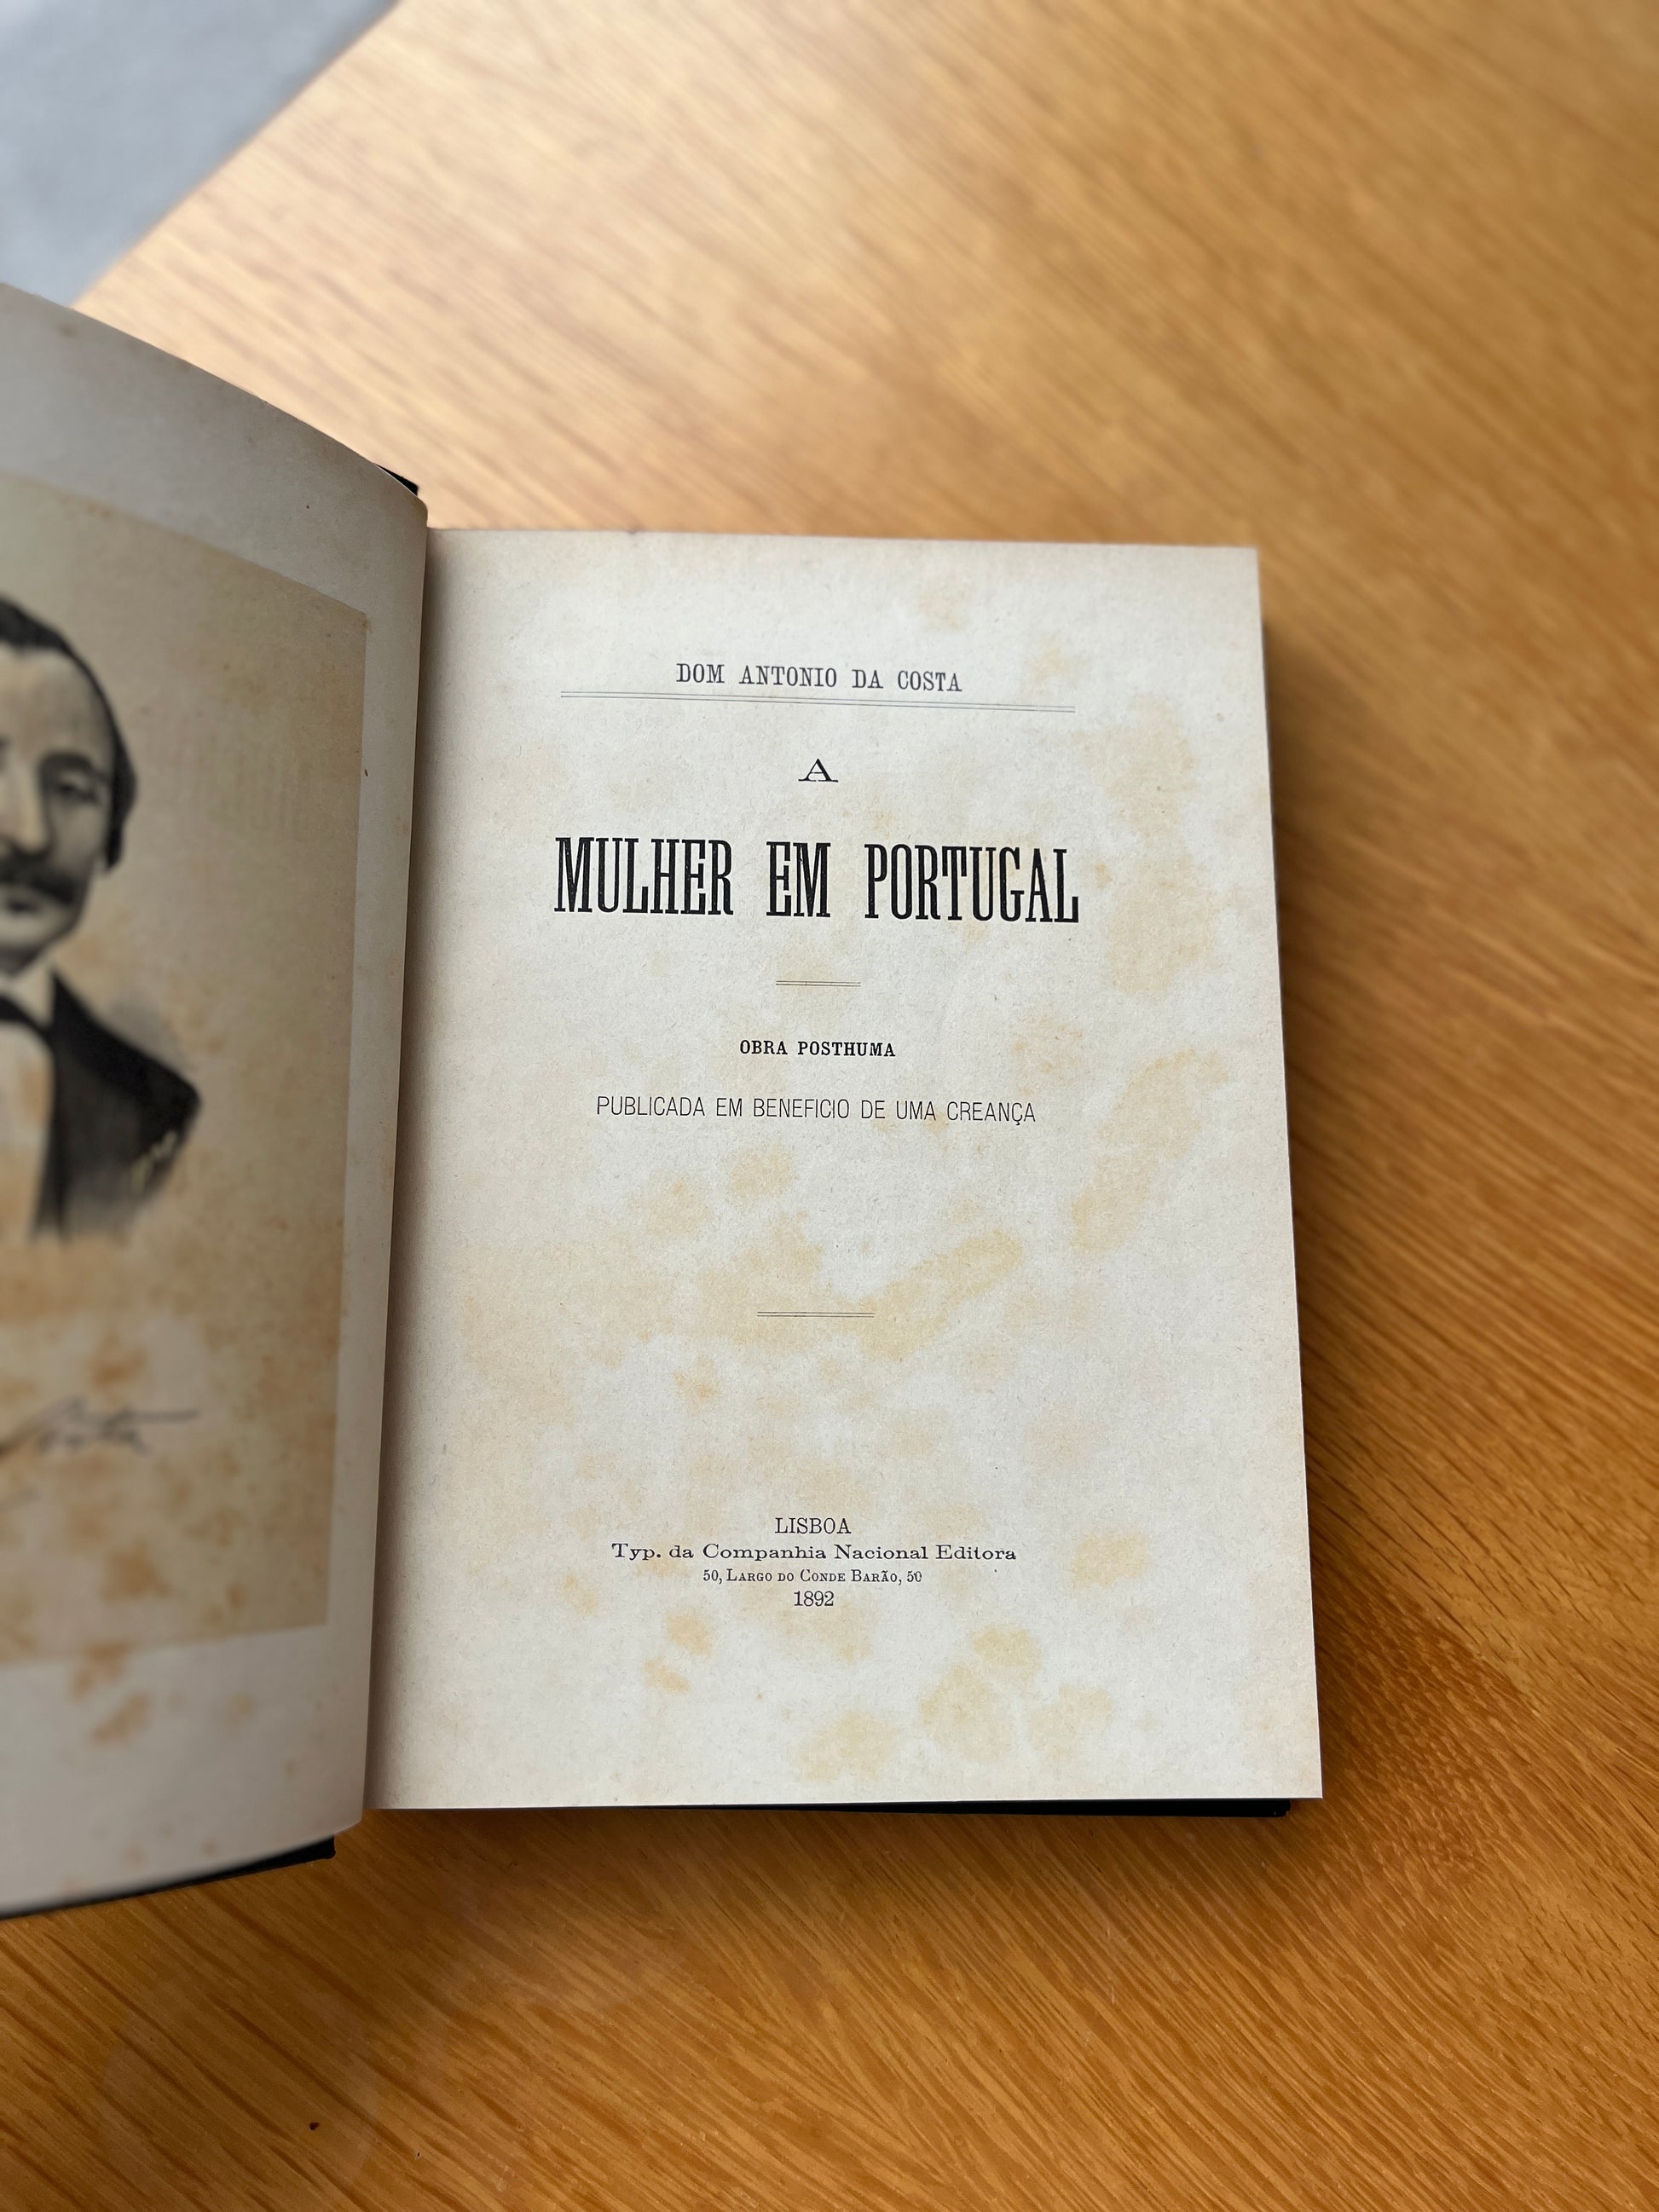 DOM ANTONIO DA COSTA
A
MULHER EM PORTUGAL
OBRA POSTHUMA
PUBLICADA EM BENEFICIO DE UMA CREANÇA
LISBOA
Typ. da Companhia Nacional Editora
50, LARGO DO CONDE BARÃO, 50
1892
Costa